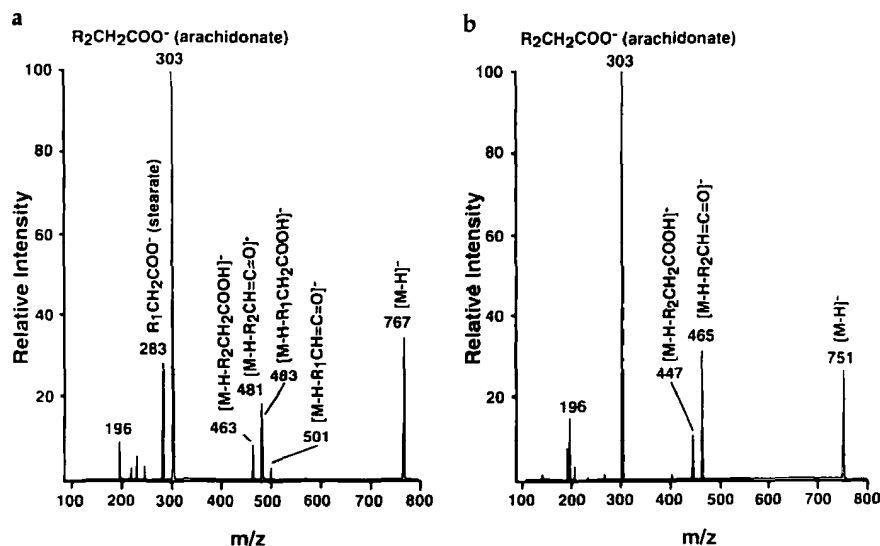 a
R₂CH₂COO⁻ (arachidonate)
303
100
80
60
40
20
Relative Intensity
R₁CH₂COO⁻ (stearate)
283
196
[M-H-R₂CH₂COOH]⁻
463
[M-H-R₂CH=C=O]⁻
481
[M-H-R₁CH₂COOH]⁻
483
[M-H-R₁CH=C=O]⁻
501
[M-H]⁻
767
100 200 300 400 500 600 700 800
m/z
b
R₂CH₂COO⁻ (arachidonate)
303
100
80
60
40
20
Relative Intensity
196
[M-H-R₂CH₂COOH]⁻
447
[M-H-R₂CH=C=O]⁻
465
[M-H]⁻
751
100 200 300 400 500 600 700 800
m/z